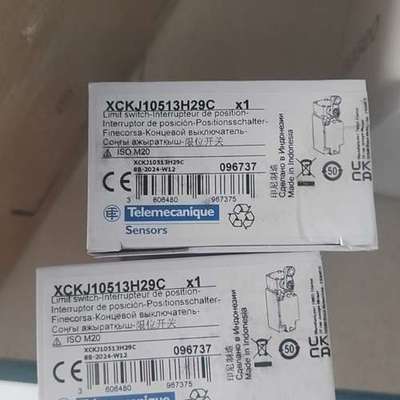 XCKJ10513H29C x1
Limit switch-Interrupteur de position-
Interruptor de posición-Positionsschalter-
Finecorsa-Концевой выключатель-
Соңғы ажыратқыш-限位开关
ISO M20
XCKJ10513H29C
8B-2024-W12
096737
CE
3 606480 967375
Telemecanique
Sensors
印尼制造
Сделано в Индонезии
Made in Indonesia
50
UK
CA
XCKJ10513H29C x1
Limit switch-Interrupteur de position-
Interruptor de posición-Positionsschalter-
Finecorsa-Концевой выключатель-
Соңғы ажыратқыш-限位开关
ISO M20
XCKJ10513H29C
8B-2024-W12
096737
CE
3 606480 967375
印尼制造
Сделано в Индонезии
Made in Indonesia
50
UK
CA